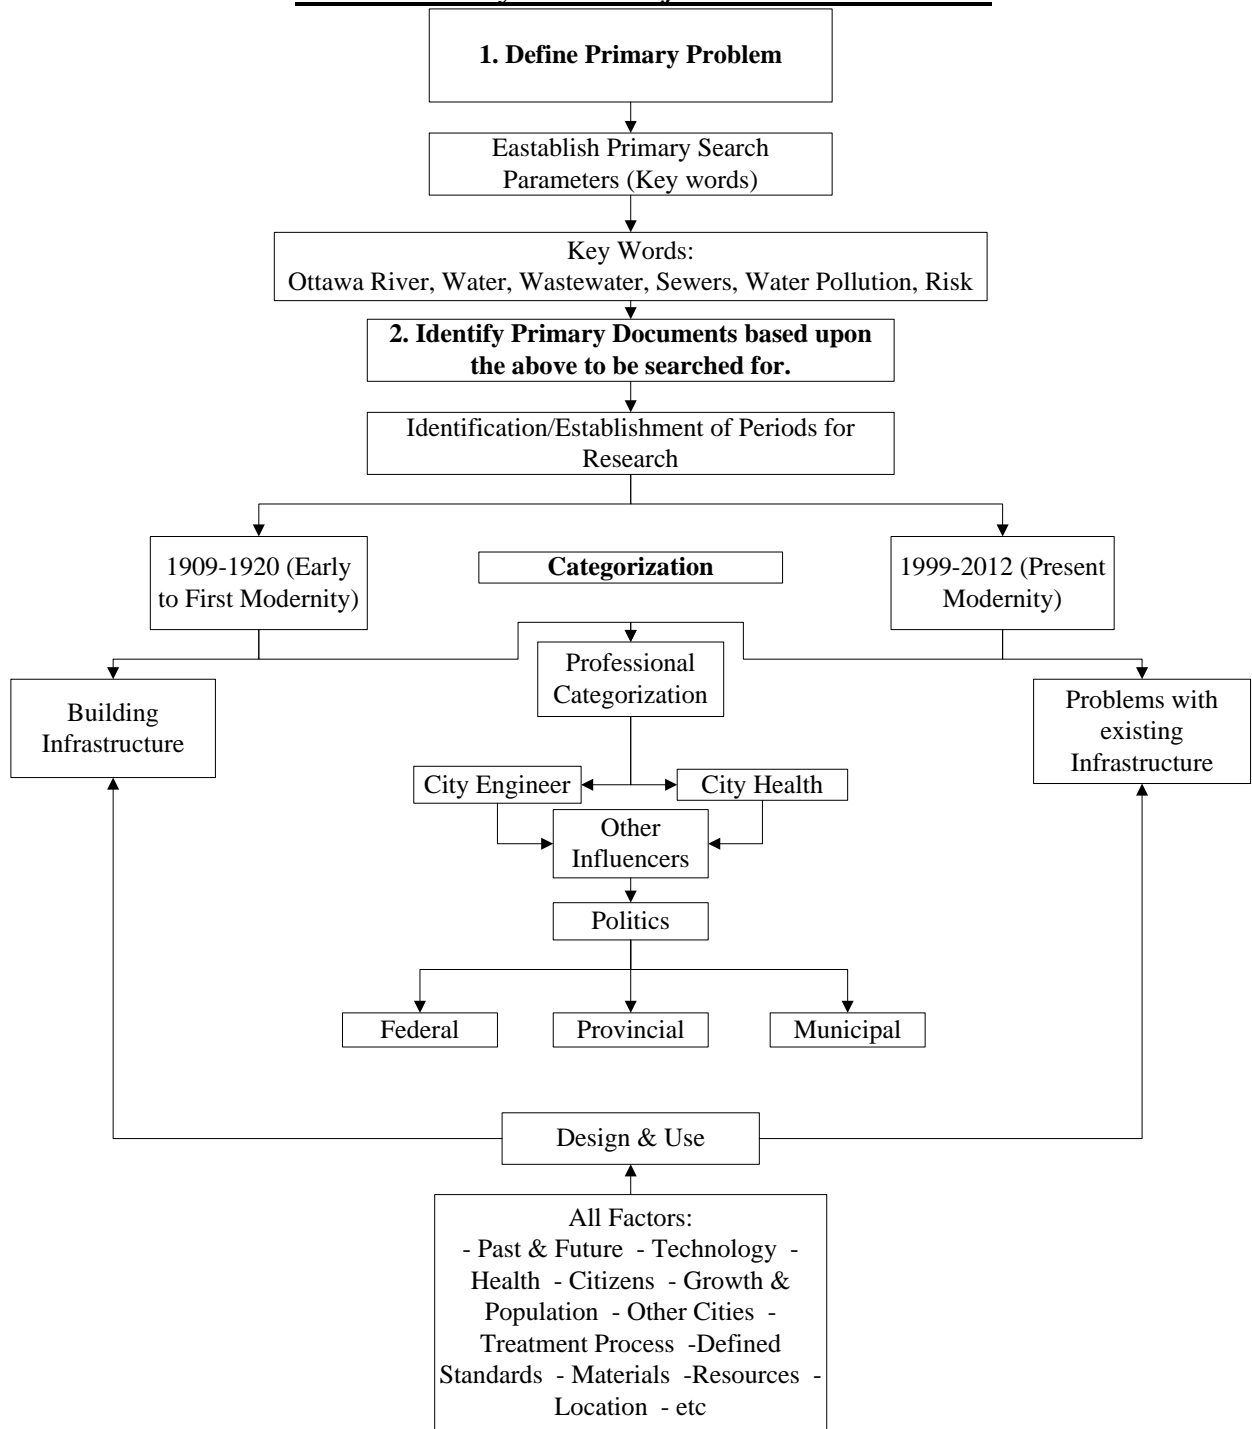 1. Define Primary Problem
Eastablish Primary Search
Parameters (Key words)
Key Words:
Ottawa River, Water, Wastewater, Sewers, Water Pollution, Risk
2. Identify Primary Documents based upon
the above to be searched for.
Identification/Establishment of Periods for
Research
1909-1920 (Early
to First Modernity)
Categorization
1999-2012 (Present
Modernity)
Building
Infrastructure
Professional
Categorization
Problems with
existing
Infrastructure
City Engineer
City Health
Other
Influencers
Politics
Federal
Provincial
Municipal
Design & Use
All Factors:
- Past & Future - Technology -
Health - Citizens - Growth &
Population - Other Cities -
Treatment Process -Defined
Standards - Materials -Resources -
Location - etc